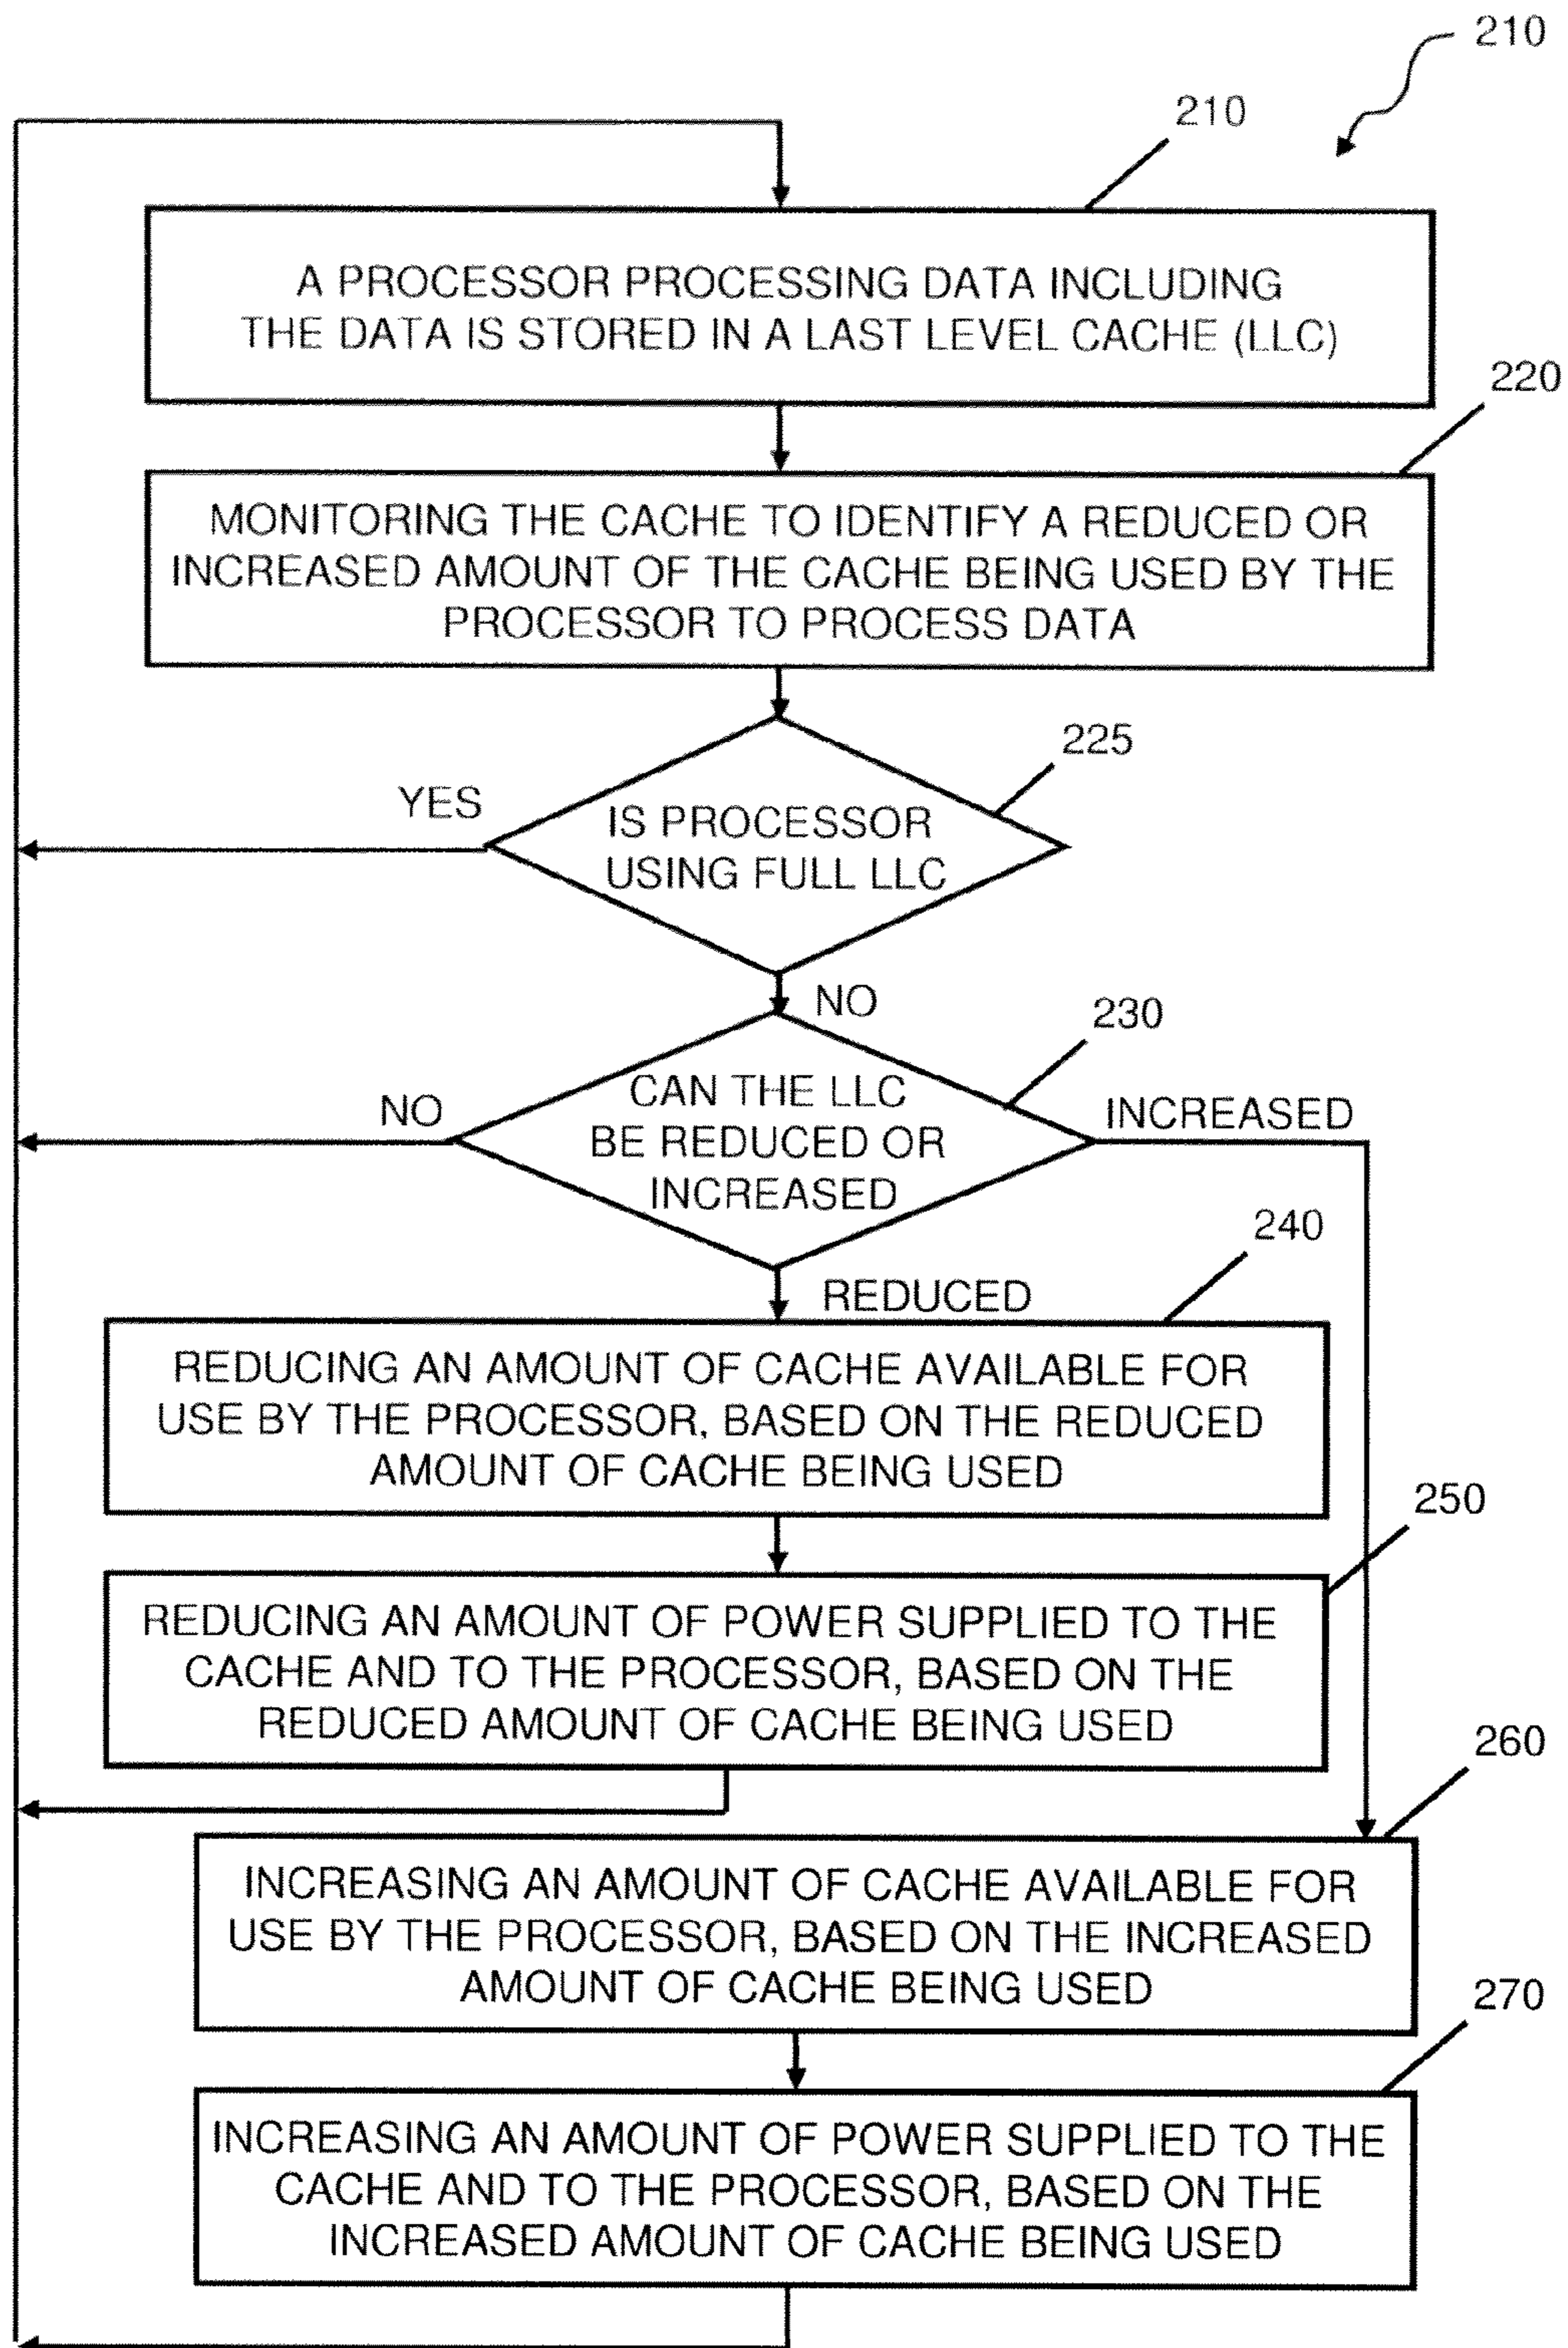 210
210
A PROCESSOR PROCESSING DATA INCLUDING
THE DATA IS STORED IN A LAST LEVEL CACHE (LLC)
220
MONITORING THE CACHE TO IDENTIFY A REDUCED OR
INCREASED AMOUNT OF THE CACHE BEING USED BY THE
PROCESSOR TO PROCESS DATA
225
YES
IS PROCESSOR
USING FULL LLC
NO
230
CAN THE LLC
BE REDUCED OR
INCREASED
NO
INCREASED
240
REDUCED
REDUCING AN AMOUNT OF CACHE AVAILABLE FOR
USE BY THE PROCESSOR, BASED ON THE REDUCED
AMOUNT OF CACHE BEING USED
250
REDUCING AN AMOUNT OF POWER SUPPLIED TO THE
CACHE AND TO THE PROCESSOR, BASED ON THE
REDUCED AMOUNT OF CACHE BEING USED
260
INCREASING AN AMOUNT OF CACHE AVAILABLE FOR
USE BY THE PROCESSOR, BASED ON THE INCREASED
AMOUNT OF CACHE BEING USED
270
INCREASING AN AMOUNT OF POWER SUPPLIED TO THE
CACHE AND TO THE PROCESSOR, BASED ON THE
INCREASED AMOUNT OF CACHE BEING USED